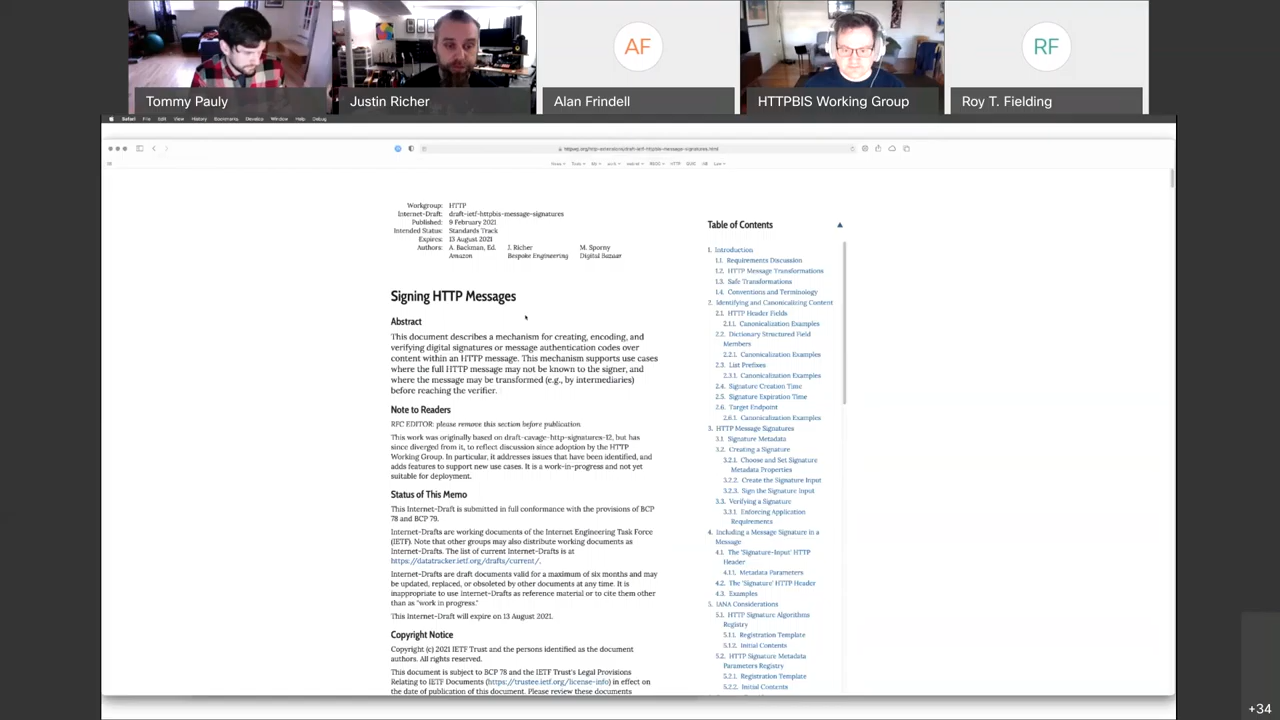 AF
RF
Tommy Pauly
Justin Richer
Alan Frindell
HTTPBIS Working Group
Roy T. Fielding
Safari File Edit View History Bookmarks Develop Window Help Debug
Workgroup: HTTP
Internet-Draft: draft-ietf-httpbis-message-signatures
Published: 9 February 2021
Intended Status: Standards Track
Expires: 13 August 2021
Authors: A. Backman, Ed. J. Richer M. Sporny
Amazon Bespoke Engineering Digital Bazaar
Signing HTTP Messages
Abstract
This document describes a mechanism for creating, encoding, and
verifying digital signatures or message authentication codes over
content within an HTTP message. This mechanism supports use cases
where the full HTTP message may not be known to the signer, and
where the message may be transformed (e.g., by intermediaries)
before reaching the verifier.
Note to Readers
RFC EDITOR: please remove this section before publication
This work was originally based on draft-cavage-http-signatures-12, but has
since diverged from it, to reflect discussion since adoption by the HTTP
Working Group. In particular, it addresses issues that have been identified, and
adds features to support new use cases. It is a work-in-progress and not yet
suitable for deployment.
Status of This Memo
This Internet-Draft is submitted in full conformance with the provisions of BCP
78 and BCP 79.
Internet-Drafts are working documents of the Internet Engineering Task Force
(IETF). Note that other groups may also distribute working documents as
Internet-Drafts. The list of current Internet-Drafts is at
https://datatracker.ietf.org/drafts/current/.
Internet-Drafts are draft documents valid for a maximum of six months and may
be updated, replaced, or obsoleted by other documents at any time. It is
inappropriate to use Internet-Drafts as reference material or to cite them other
than as "work in progress."
This Internet-Draft will expire on 13 August 2021.
Copyright Notice
Copyright (c) 2021 IETF Trust and the persons identified as the document
authors. All rights reserved.
This document is subject to BCP 78 and the IETF Trust's Legal Provisions
Relating to IETF Documents (https://trustee.ietf.org/license-info) in effect on
the date of publication of this document. Please review these documents
Table of Contents
1. Introduction
1.1. Requirements Discussion
1.2. HTTP Message Transformations
1.3. Safe Transformations
1.4. Conventions and Terminology
2. Identifying and Canonicalizing Content
2.1. HTTP Header Fields
2.1.1. Canonicalization Examples
2.2. Dictionary Structured Field
Members
2.2.1. Canonicalization Examples
2.3. List Prefixes
2.3.1. Canonicalization Examples
2.4. Signature Creation Time
2.5. Signature Expiration Time
2.6. Target Endpoint
2.6.1. Canonicalization Examples
3. HTTP Message Signatures
3.1. Signature Metadata
3.2. Creating a Signature
3.2.1. Choose and Set Signature
Metadata Properties
3.2.2. Create the Signature Input
3.2.3. Sign the Signature Input
3.3. Verifying a Signature
3.3.1. Enforcing Application
Requirements
4. Including a Message Signature in a
Message
4.1. The 'Signature-Input' HTTP
Header
4.1.1. Metadata Parameters
4.2. The 'Signature' HTTP Header
4.3. Examples
5. IANA Considerations
5.1. HTTP Signature Algorithms
Registry
5.1.1. Registration Template
5.1.2. Initial Contents
5.2. HTTP Signature Metadata
Parameters Registry
5.2.1. Registration Template
5.2.2. Initial Contents
+34